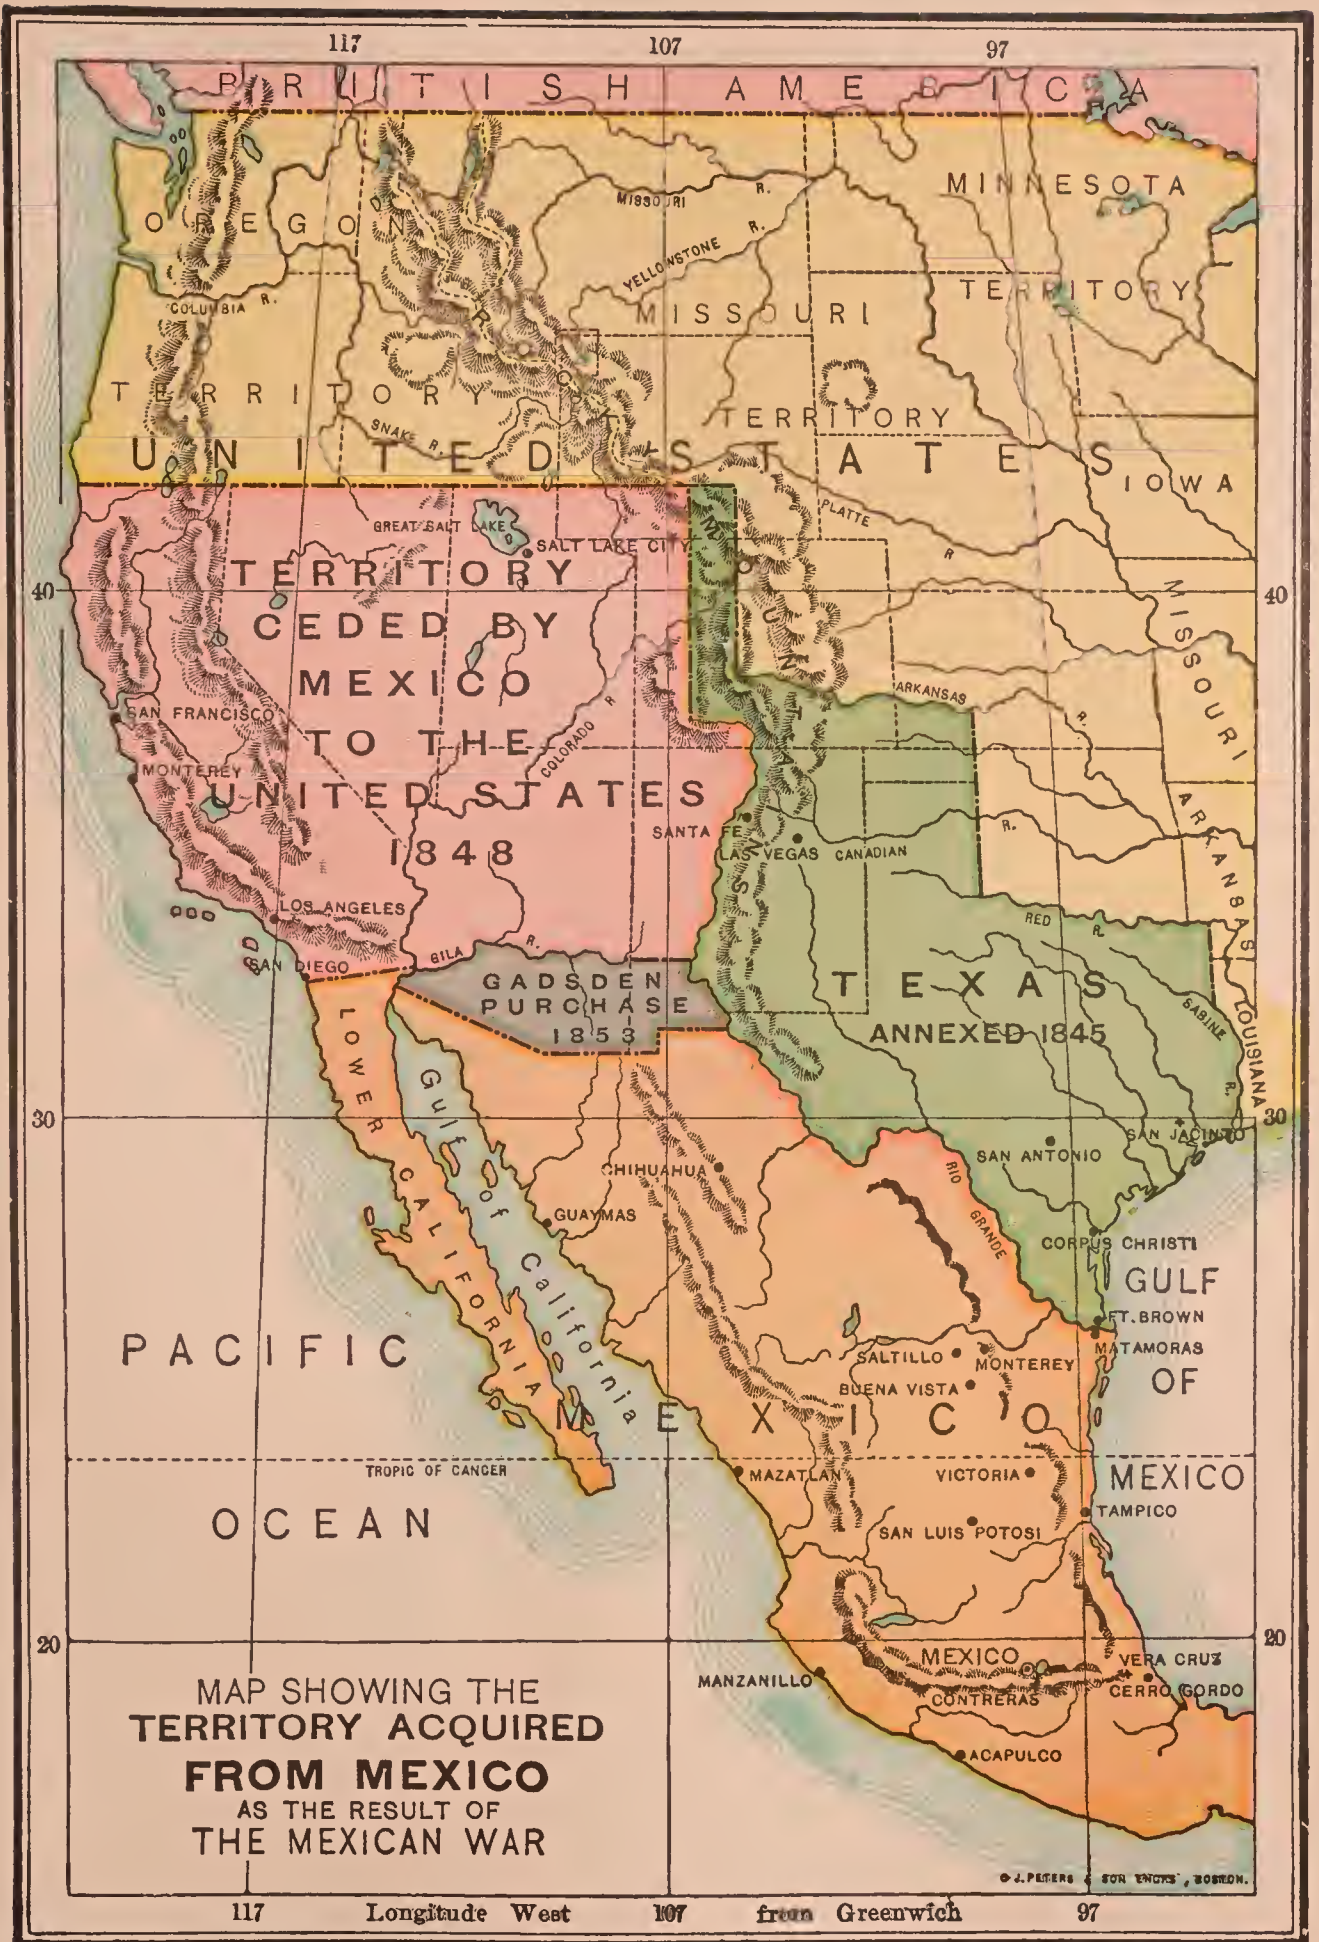 117 107 97
BRITISH AMERICA
MINNESOTA
TERRITORY
OREGON
TERRITORY
MISSOURI R.
YELLOWSTONE R.
MISSOURI
TERRITORY
COLUMBIA R.
SNAKE R.
ROCKY MOUNTAINS
UNITED STATES
IOWA
PLATTE R
GREAT SALT LAKE
SALT LAKE CITY
40 40
TERRITORY
CEDED BY
MEXICO
TO THE
UNITED STATES
1848
MISSOURI
COLORADO R
ARKANSAS R.
SAN FRANCISCO
MONTEREY
ARKANSAS
SANTA FE
LAS VEGAS
CANADIAN R.
LOS ANGELES
SAN DIEGO
GILA R.
RED R.
GADSDEN
PURCHASE
1853
TEXAS
ANNEXED 1845
SABINE R.
LOUISIANA
LOWER CALIFORNIA
Gulf of California
30 30
SAN JACINTO
SAN ANTONIO
CHIHUAHUA
GUAYMAS
RIO GRANDE
CORPUS CHRISTI
GULF
OF
MEXICO
FT. BROWN
MATAMORAS
SALTILLO
MONTEREY
BUENA VISTA
PACIFIC
OCEAN
MEXICO
TROPIC OF CANCER
MAZATLAN
VICTORIA
TAMPICO
SAN LUIS POTOSI
20 20
MEXICO
VERA CRUZ
MANZANILLO
CONTRERAS
CERRO GORDO
ACAPULCO
MAP SHOWING THE
TERRITORY ACQUIRED
FROM MEXICO
AS THE RESULT OF
THE MEXICAN WAR
J. PETERS & SON ENGRS, BOSTON.
117 Longitude West 107 from Greenwich 97